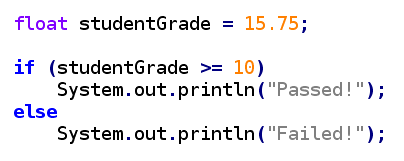 float studentGrade = 15.75;
if (studentGrade >= 10)
    System.out.println("Passed!");
else
    System.out.println("Failed!");